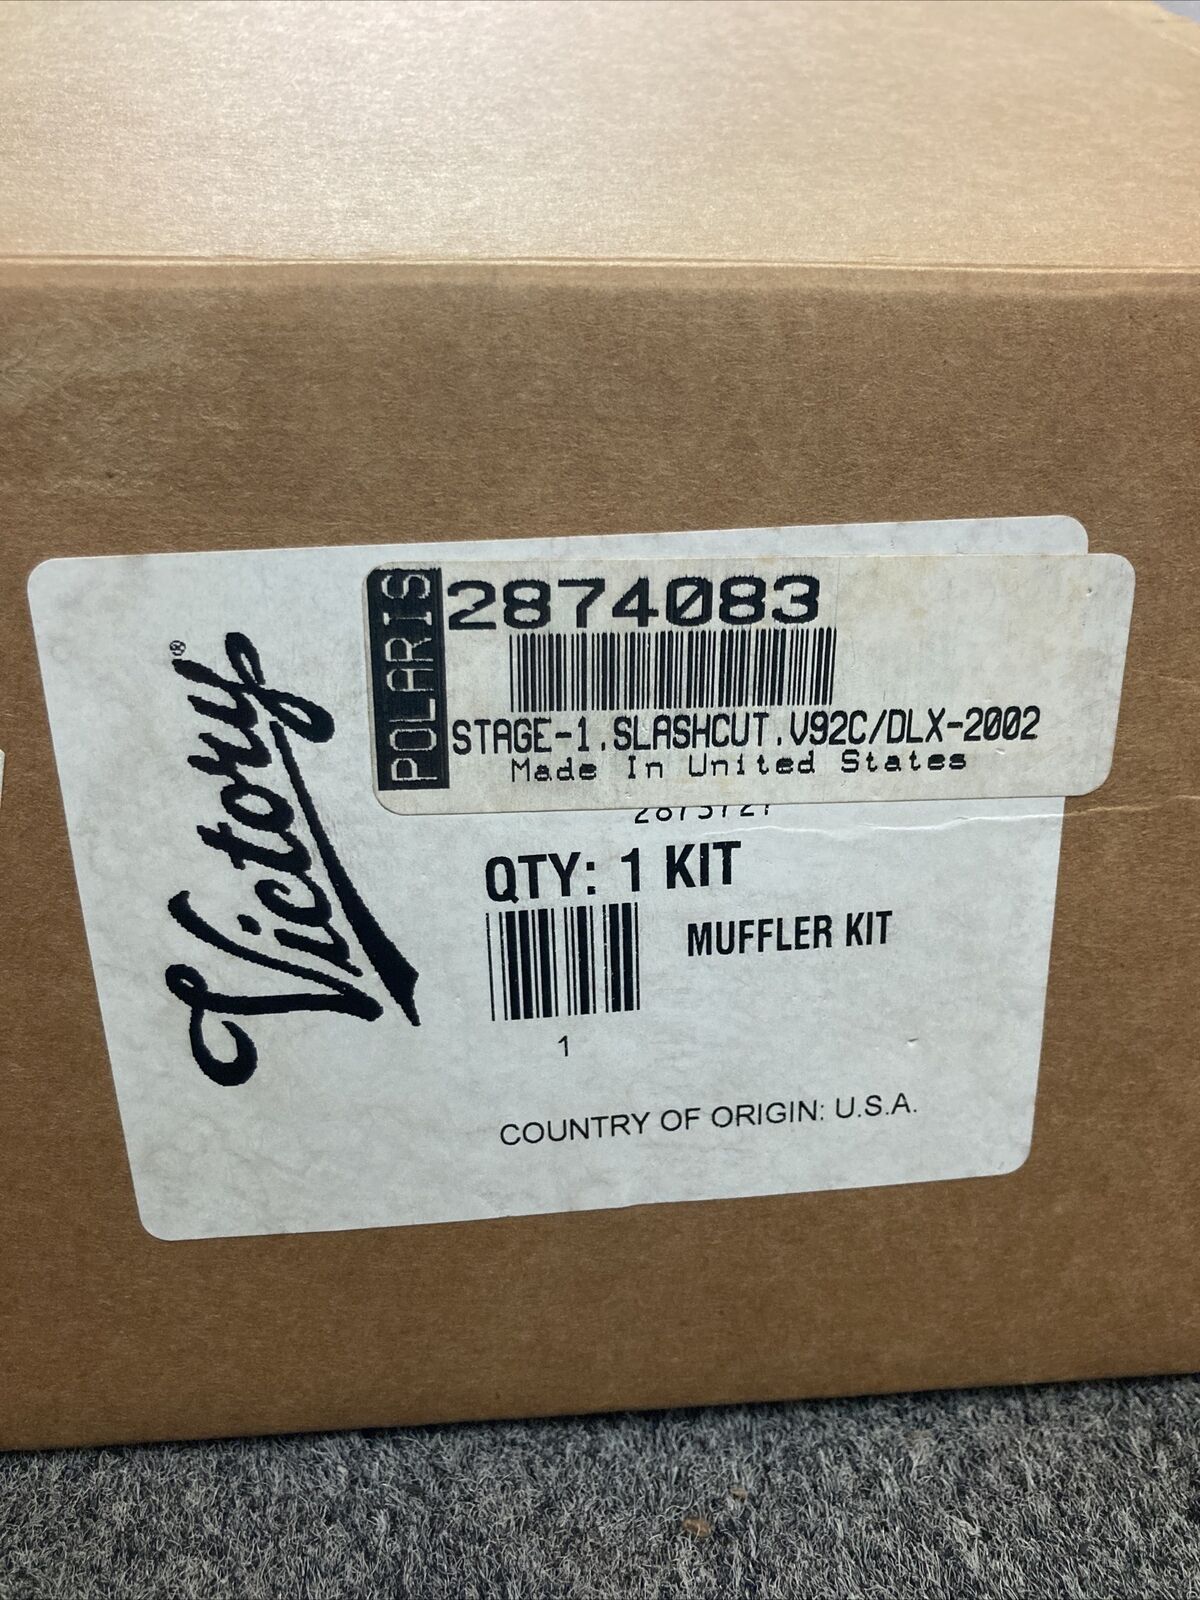 Victory®
POLARIS
2874083
STAGE-1,SLASHCUT,V92C/DLX-2002
Made In United States
QTY: 1 KIT
MUFFLER KIT
1
COUNTRY OF ORIGIN: U.S.A.